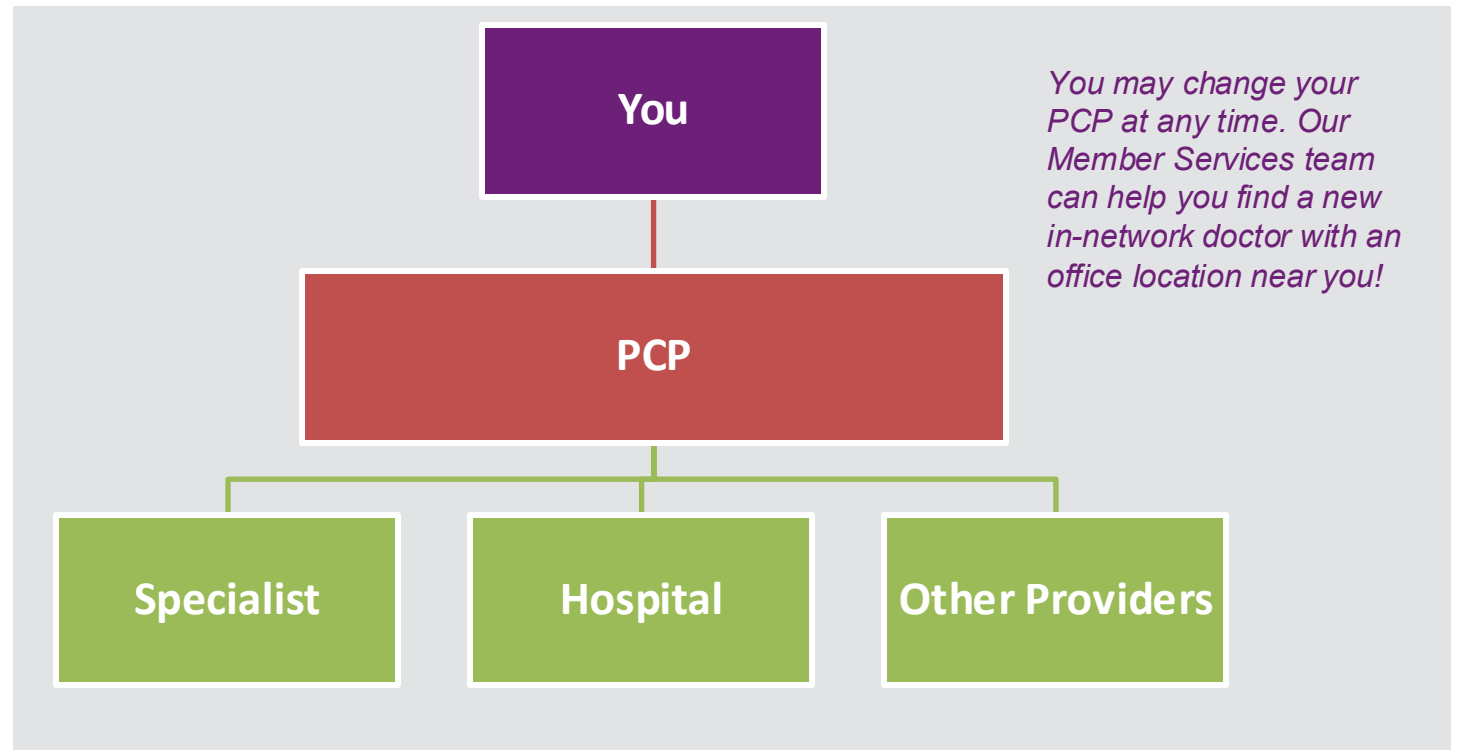 You
You may change your
PCP at any time. Our
Member Services team
can help you find a new
in-network doctor with an
office location near you!
PCP
Specialist
Hospital
Other Providers